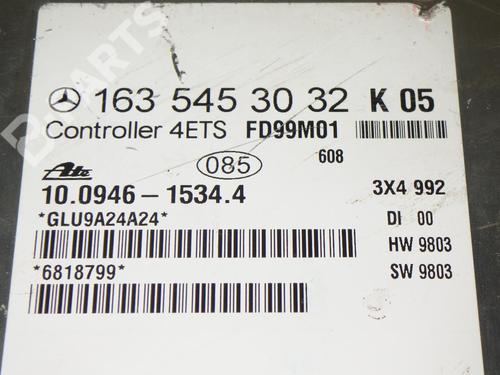 B PARTS
163 545 30 32 K 05
Controller 4ETS FD99M01
085 608
Ate
10.0946-1534.4 3X4 992
*GLU9A24A24* DI 00
HW 9803
*6818799* SW 9803